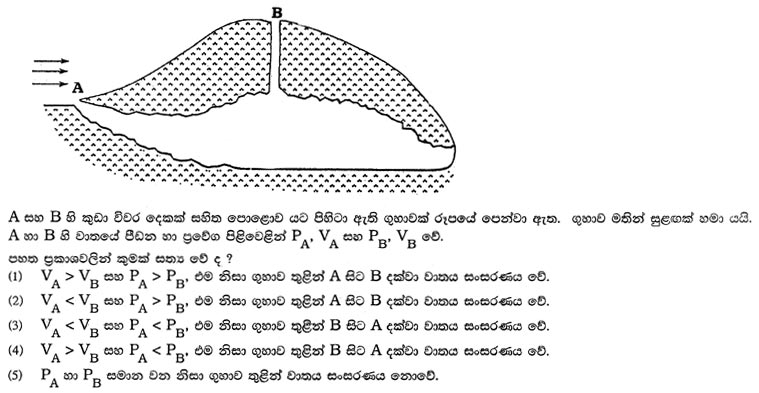 B
A
A සහ B හි කුඩා විවර දෙකක් සහිත පොළොව යට පිහිටා ඇති ගුහාවක් රූපයේ පෙන්වා ඇත. ගුහාව මතින් සුළඟක් හමා යයි.
A හා B හි වාතයේ පීඩන හා ප්‍රවේග පිළිවෙළින් P_A, V_A සහ P_B, V_B වේ.
පහත ප්‍රකාශවලින් කුමක් සත්‍ය වේ ද ?
(1) V_A > V_B සහ P_A > P_B, එම නිසා ගුහාව තුළින් A සිට B දක්වා වාතය සංසරණය වේ.
(2) V_A < V_B සහ P_A > P_B, එම නිසා ගුහාව තුළින් A සිට B දක්වා වාතය සංසරණය වේ.
(3) V_A < V_B සහ P_A < P_B, එම නිසා ගුහාව තුළින් B සිට A දක්වා වාතය සංසරණය වේ.
(4) V_A > V_B සහ P_A < P_B, එම නිසා ගුහාව තුළින් B සිට A දක්වා වාතය සංසරණය වේ.
(5) P_A හා P_B සමාන වන නිසා ගුහාව තුළින් වාතය සංසරණය නොවේ.